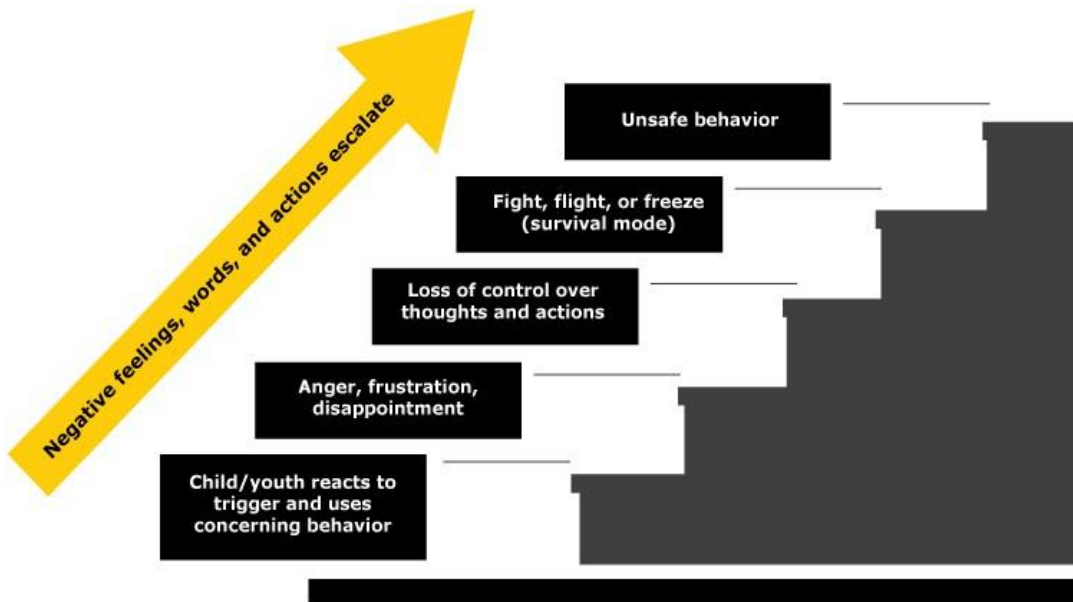 Negative feelings, words, and actions escalate
Unsafe behavior
Fight, flight, or freeze
(survival mode)
Loss of control over
thoughts and actions
Anger, frustration,
disappointment
Child/youth reacts to
trigger and uses
concerning behavior